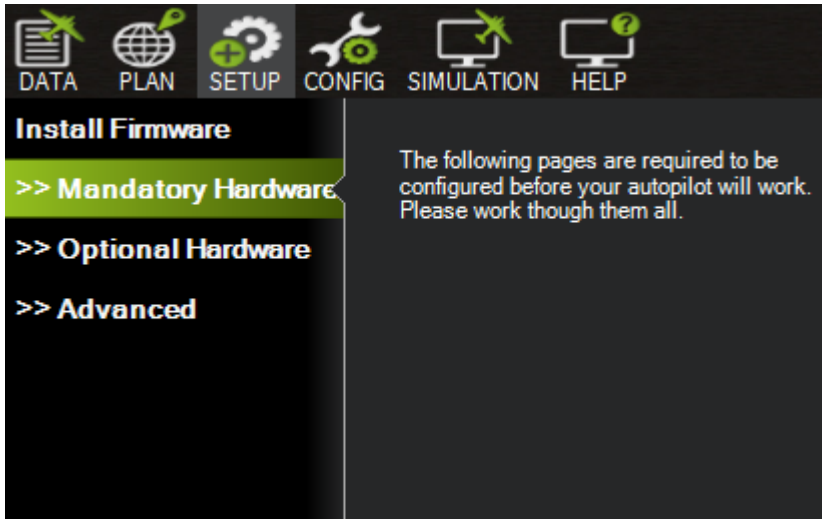 DATA PLAN SETUP CONFIG SIMULATION HELP
Install Firmware
>> Mandatory Hardware
>> Optional Hardware
>> Advanced
The following pages are required to be
configured before your autopilot will work.
Please work though them all.